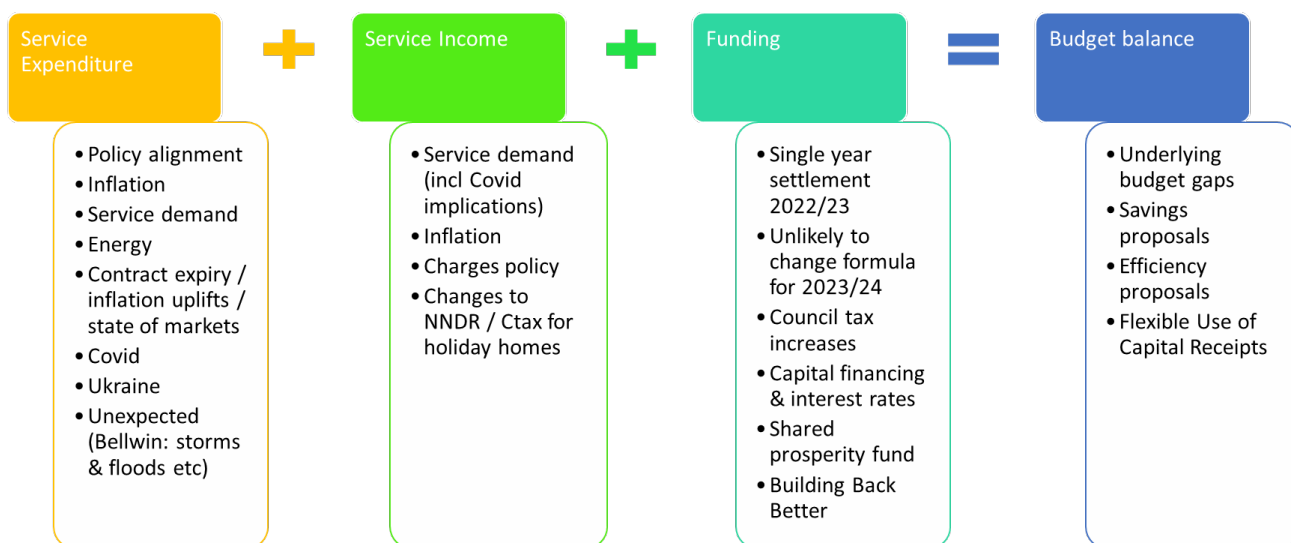 Service
Expenditure
• Policy alignment
• Inflation
• Service demand
• Energy
• Contract expiry /
inflation uplifts /
state of markets
• Covid
• Ukraine
• Unexpected
(Bellwin: storms
& floods etc)
Service Income
• Service demand
(incl Covid
implications)
• Inflation
• Charges policy
• Changes to
NNDR / Ctax for
holiday homes
Funding
• Single year
settlement
2022/23
• Unlikely to
change formula
for 2023/24
• Council tax
increases
• Capital financing
& interest rates
• Shared
prosperity fund
• Building Back
Better
Budget balance
• Underlying
budget gaps
• Savings
proposals
• Efficiency
proposals
• Flexible Use of
Capital Receipts